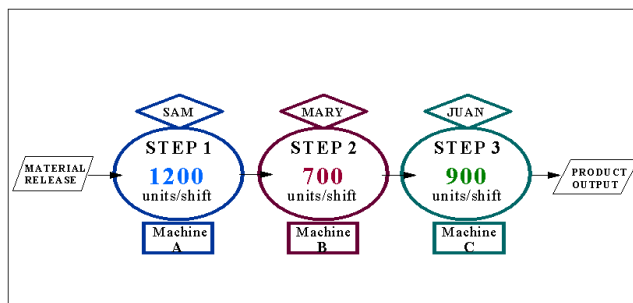 SAM
MARY
JUAN
STEP 1
STEP 2
STEP 3
MATERIAL
RELEASE
1200
700
900
PRODUCT
OUTPUT
units/shift
units/shift
units/shift
Machine
A
Machine
B
Machine
C